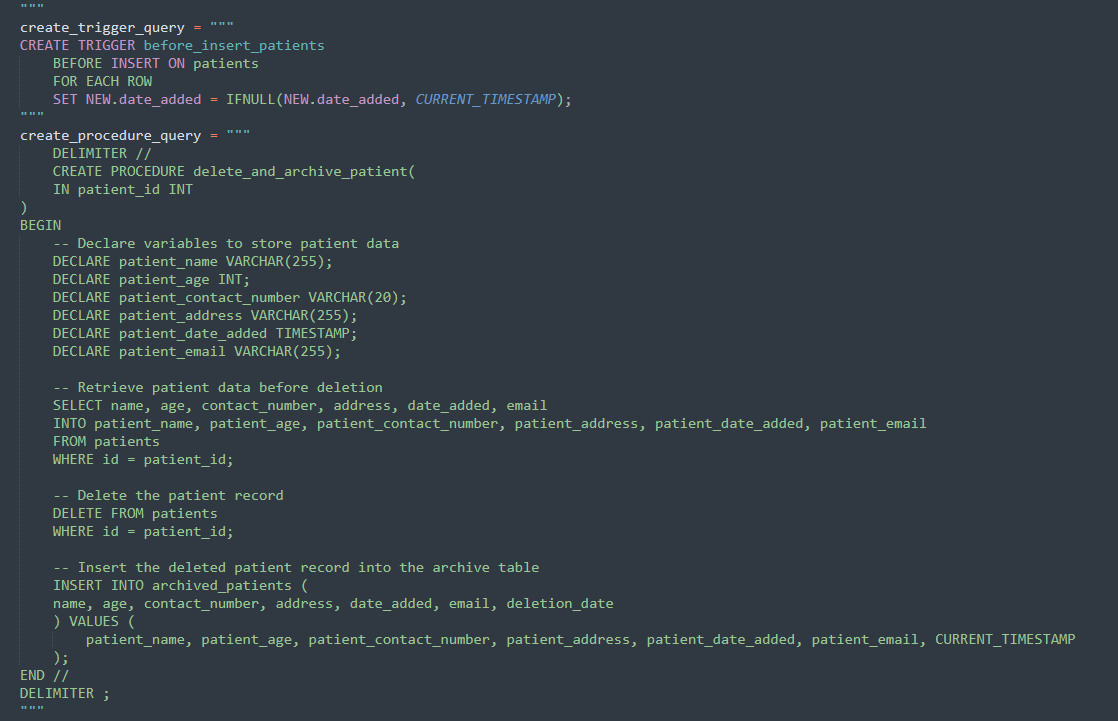 """
create_trigger_query = """
CREATE TRIGGER before_insert_patients
    BEFORE INSERT ON patients
    FOR EACH ROW
    SET NEW.date_added = IFNULL(NEW.date_added, CURRENT_TIMESTAMP);
"""
create_procedure_query = """
    DELIMITER //
    CREATE PROCEDURE delete_and_archive_patient(
    IN patient_id INT
)
BEGIN
    -- Declare variables to store patient data
    DECLARE patient_name VARCHAR(255);
    DECLARE patient_age INT;
    DECLARE patient_contact_number VARCHAR(20);
    DECLARE patient_address VARCHAR(255);
    DECLARE patient_date_added TIMESTAMP;
    DECLARE patient_email VARCHAR(255);

    -- Retrieve patient data before deletion
    SELECT name, age, contact_number, address, date_added, email
    INTO patient_name, patient_age, patient_contact_number, patient_address, patient_date_added, patient_email
    FROM patients
    WHERE id = patient_id;

    -- Delete the patient record
    DELETE FROM patients
    WHERE id = patient_id;

    -- Insert the deleted patient record into the archive table
    INSERT INTO archived_patients (
    name, age, contact_number, address, date_added, email, deletion_date
    ) VALUES (
        patient_name, patient_age, patient_contact_number, patient_address, patient_date_added, patient_email, CURRENT_TIMESTAMP
    );
END //
DELIMITER ;
"""